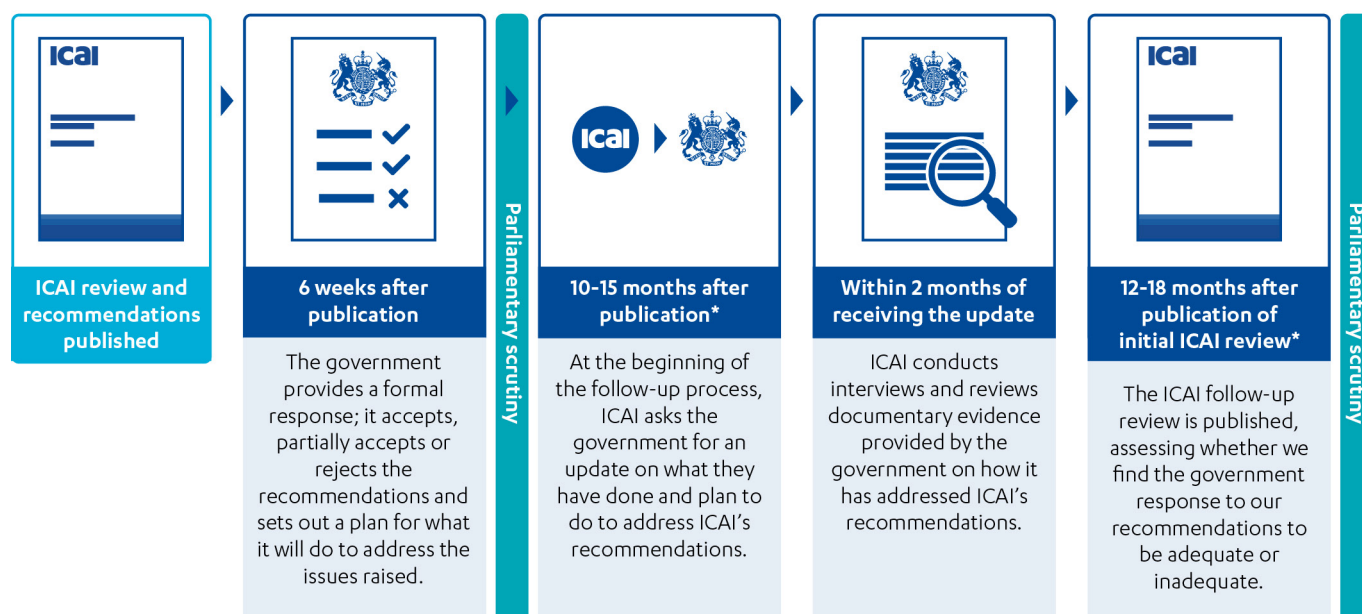 ICAI
ICAI review and
recommendations
published
6 weeks after
publication
The government
provides a formal
response; it accepts,
partially accepts or
rejects the
recommendations and
sets out a plan for what
it will do to address the
issues raised.
Parliamentary scrutiny
ICAI
10-15 months after
publication*
At the beginning of
the follow-up process,
ICAI asks the
government for an
update on what they
have done and plan to
do to address ICAI’s
recommendations.
Within 2 months of
receiving the update
ICAI conducts
interviews and reviews
documentary evidence
provided by the
government on how it
has addressed ICAI’s
recommendations.
ICAI
12-18 months after
publication of
initial ICAI review*
The ICAI follow-up
review is published,
assessing whether we
find the government
response to our
recommendations to
be adequate or
inadequate.
Parliamentary scrutiny